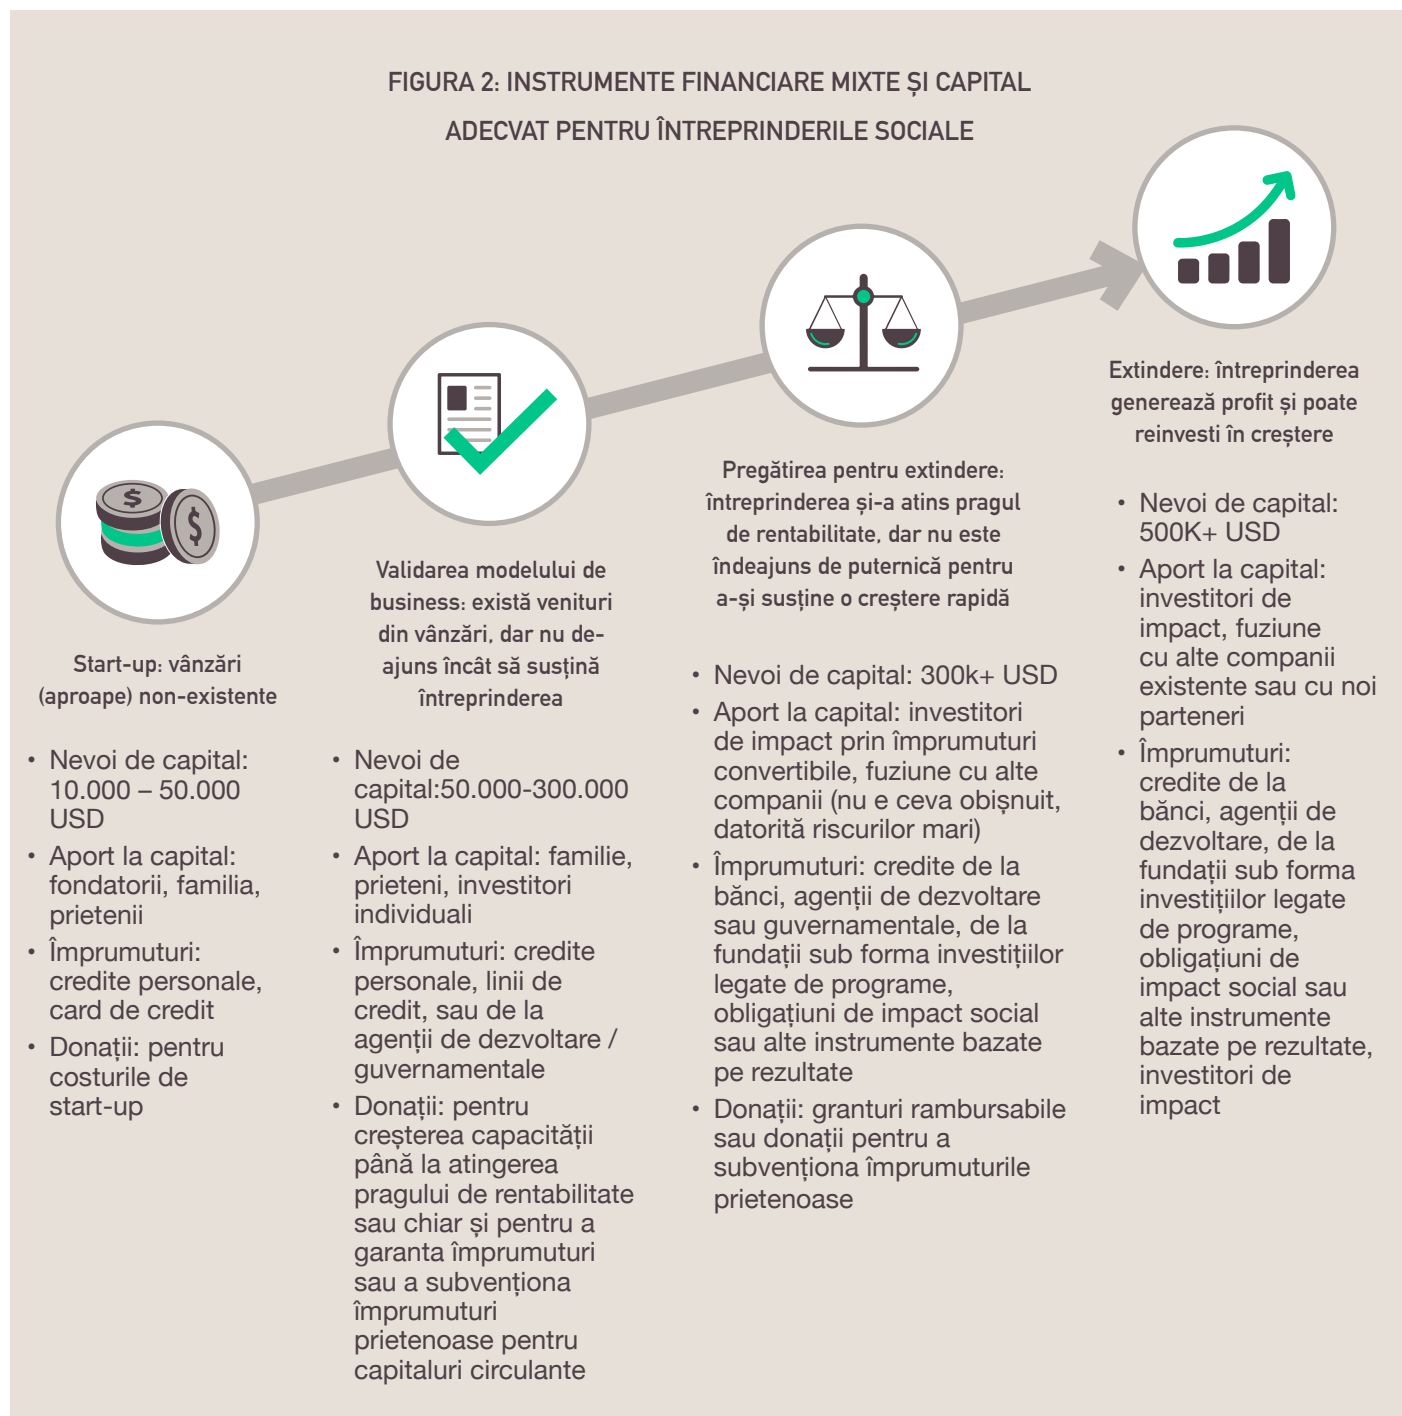 FIGURA 2: INSTRUMENTE FINANCIARE MIXTE ȘI CAPITAL
ADECVAT PENTRU ÎNTREPRINDERILE SOCIALE
Start-up: vânzări
(aproape) non-existente
• Nevoi de capital:
10.000 – 50.000
USD
• Aport la capital:
fondatorii, familia,
prietenii
• Împrumuturi:
credite personale,
card de credit
• Donații: pentru
costurile de
start-up
Validarea modelului de
business: există venituri
din vânzări, dar nu de-
ajuns încât să susțină
întreprinderea
• Nevoi de
capital:50.000-300.000
USD
• Aport la capital: familie,
prieteni, investitori
individuali
• Împrumuturi: credite
personale, linii de
credit, sau de la
agenții de dezvoltare /
guvernamentale
• Donații: pentru
creșterea capacității
până la atingerea
pragului de rentabilitate
sau chiar și pentru a
garanta împrumuturi
sau a subvenționa
împrumuturi
prietenoase pentru
capitaluri circulante
Pregătirea pentru extindere:
întreprinderea și-a atins pragul
de rentabilitate, dar nu este
îndeajuns de puternică pentru
a-și susține o creștere rapidă
• Nevoi de capital: 300k+ USD
• Aport la capital: investitori
de impact prin împrumuturi
convertibile, fuziune cu alte
companii (nu e ceva obișnuit,
datorită riscurilor mari)
• Împrumuturi: credite de la
bănci, agenții de dezvoltare
sau guvernamentale, de la
fundații sub forma investițiilor
legate de programe,
obligațiuni de impact social
sau alte instrumente bazate
pe rezultate
• Donații: granturi rambursabile
sau donații pentru a
subvenționa împrumuturile
prietenoase
Extindere: întreprinderea
generează profit și poate
reinvesti în creștere
• Nevoi de capital:
500K+ USD
• Aport la capital:
investitori de
impact, fuziune
cu alte companii
existente sau cu noi
parteneri
• Împrumuturi:
credite de la
bănci, agenții de
dezvoltare, de la
fundații sub forma
investițiilor legate
de programe,
obligațiuni de
impact social sau
alte instrumente
bazate pe rezultate,
investitori de
impact